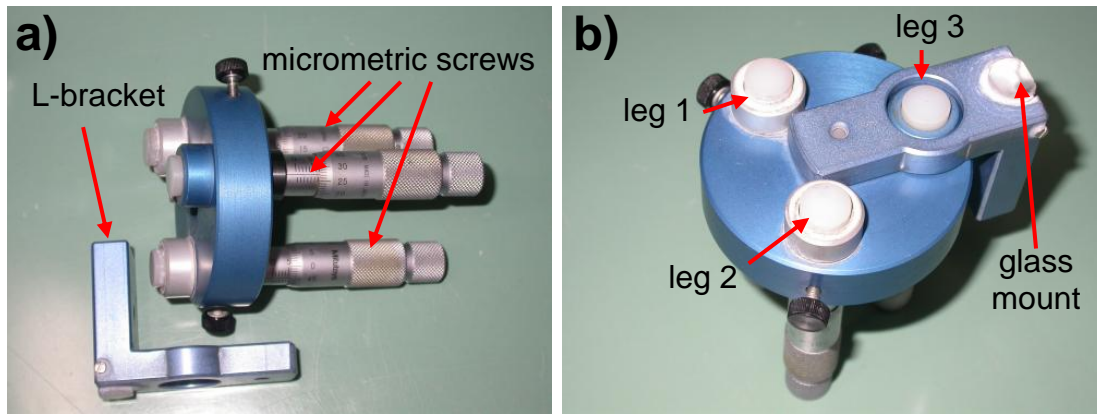 a)
micrometric screws
L-bracket
b)
leg 3
leg 1
leg 2
glass
mount